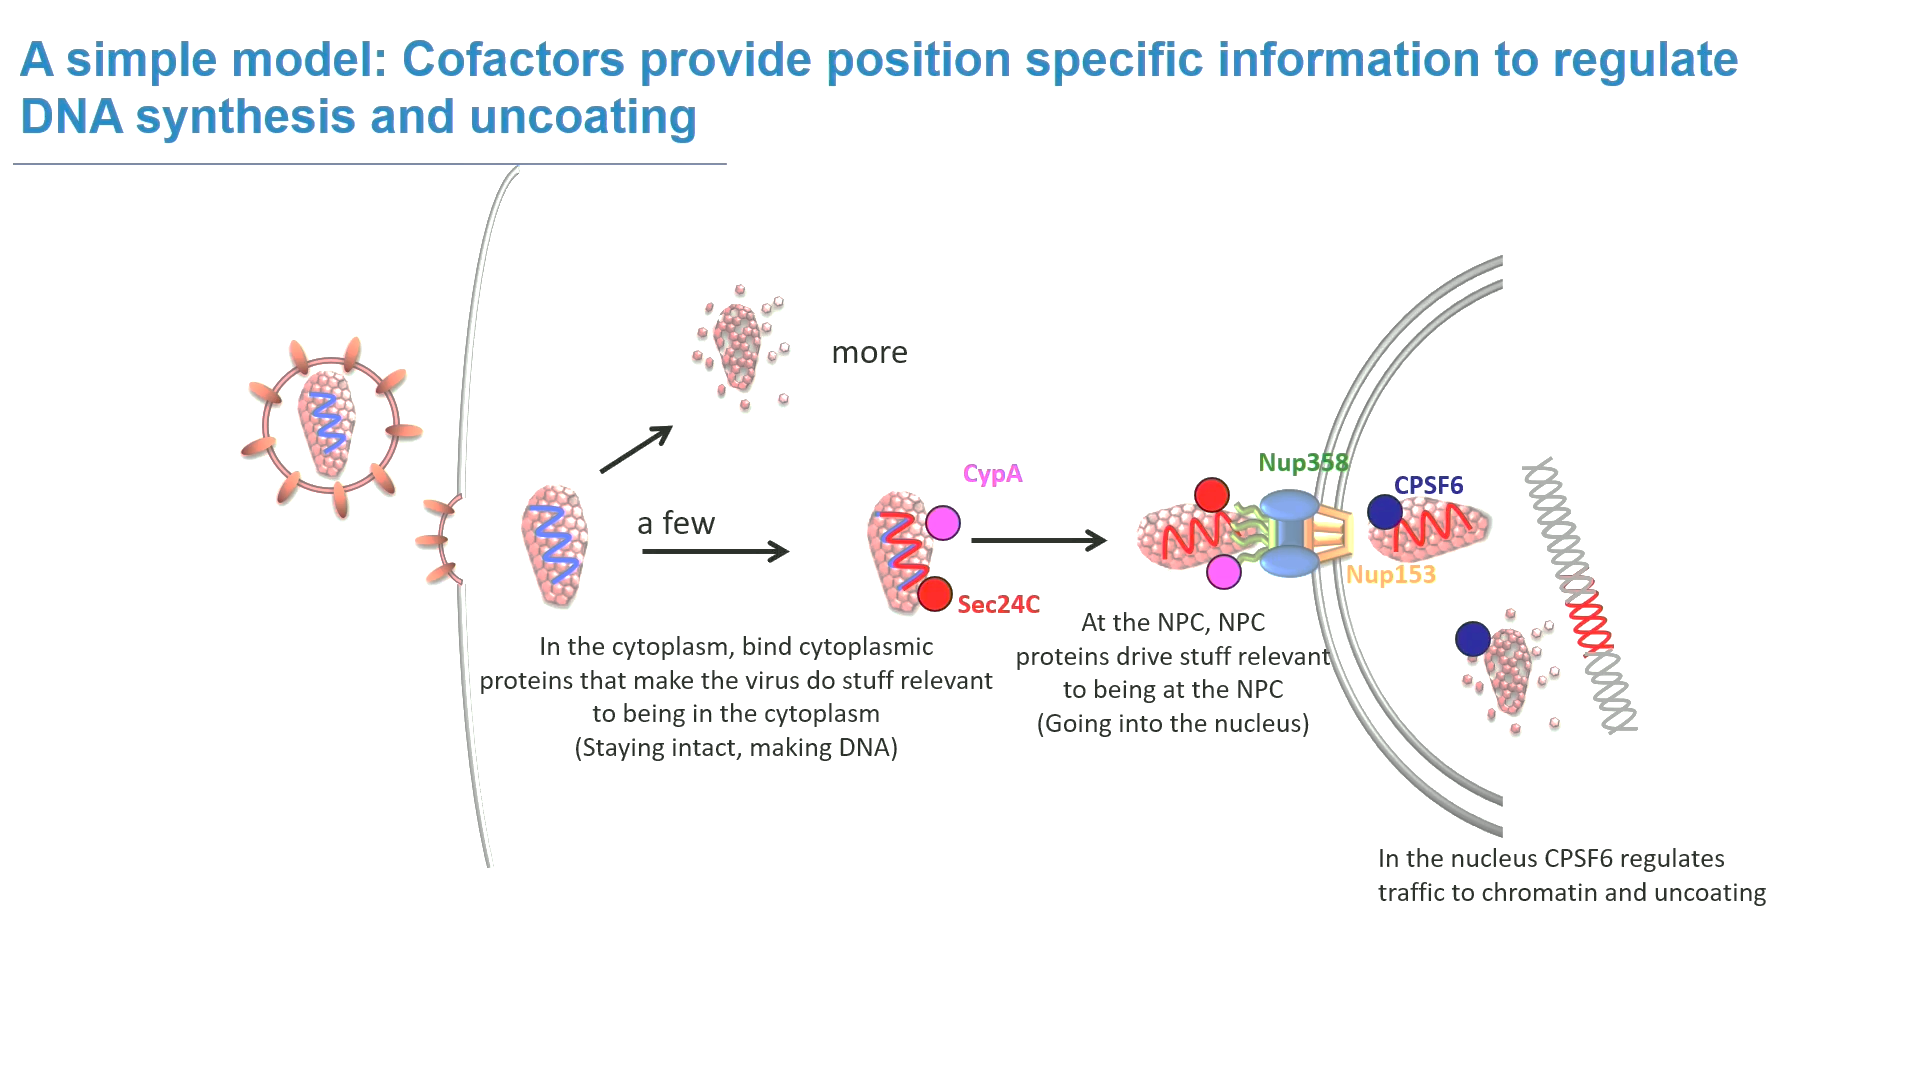 A simple model: Cofactors provide position specific information to regulate
DNA synthesis and uncoating
more
a few
CypA
Sec24C
Nup358
CPSF6
Nup153
In the cytoplasm, bind cytoplasmic
proteins that make the virus do stuff relevant
to being in the cytoplasm
(Staying intact, making DNA)
At the NPC, NPC
proteins drive stuff relevant
to being at the NPC
(Going into the nucleus)
In the nucleus CPSF6 regulates
traffic to chromatin and uncoating